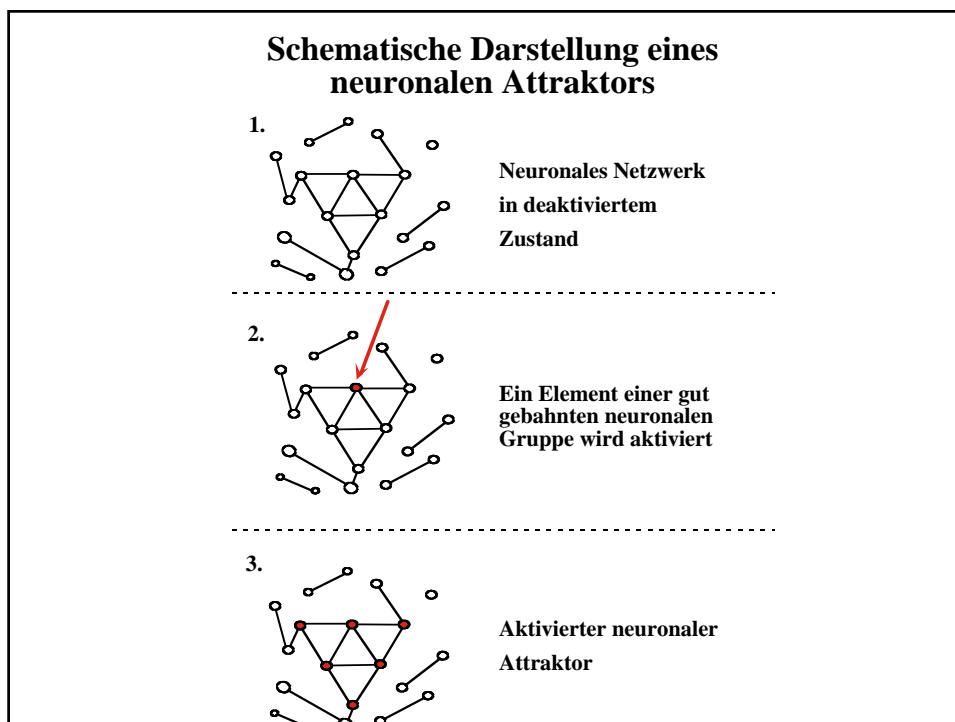 Schematische Darstellung eines
neuronalen Attraktors
1.
Neuronales Netzwerk
in deaktiviertem
Zustand
2.
Ein Element einer gut
gebahnten neuronalen
Gruppe wird aktiviert
3.
Aktivierter neuronaler
Attraktor